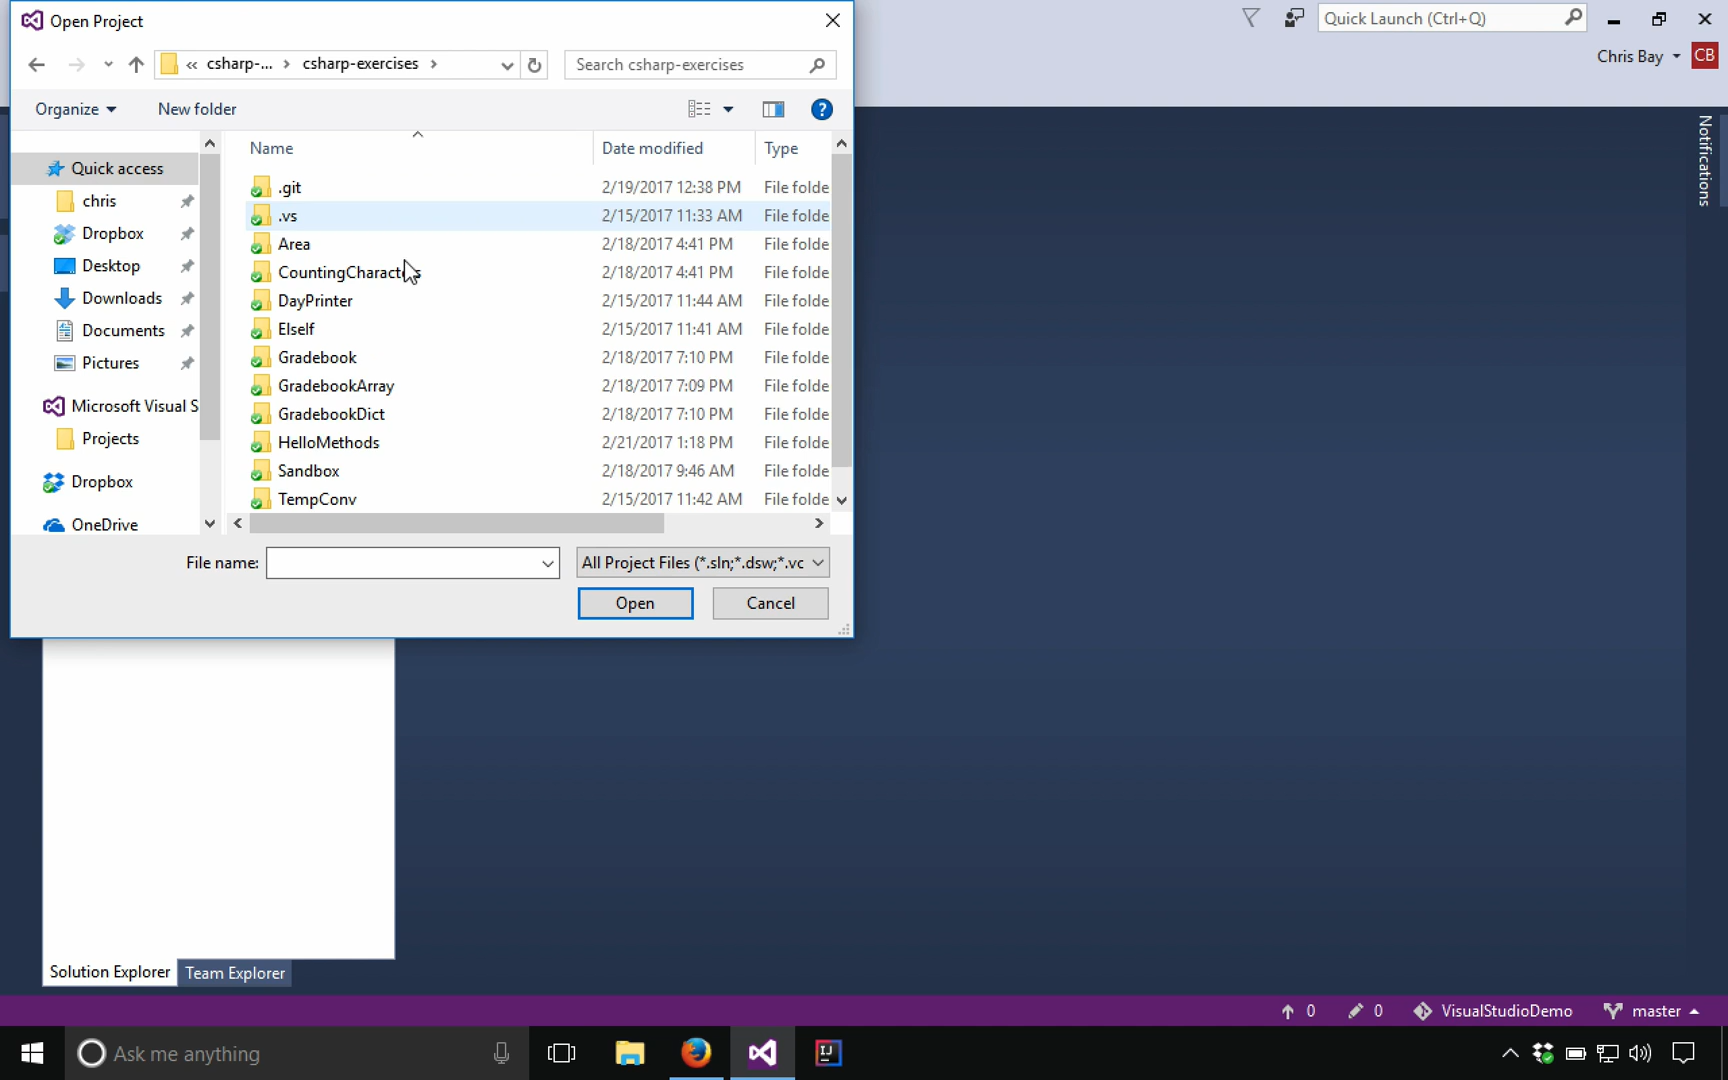 Open Project
Quick Launch (Ctrl+Q)
Chris Bay
CB
« csharp-... › csharp-exercises ›
Search csharp-exercises
Organize
New folder
?
Name
Date modified
Type
Quick access
chris
Dropbox
Desktop
Downloads
Documents
Pictures
Microsoft Visual S
Projects
Dropbox
OneDrive
.git 2/19/2017 12:38 PM File folde
.vs 2/15/2017 11:33 AM File folde
Area 2/18/2017 4:41 PM File folde
CountingCharacters 2/18/2017 4:41 PM File folde
DayPrinter 2/15/2017 11:44 AM File folde
ElseIf 2/15/2017 11:41 AM File folde
Gradebook 2/18/2017 7:10 PM File folde
GradebookArray 2/18/2017 7:09 PM File folde
GradebookDict 2/18/2017 7:10 PM File folde
HelloMethods 2/21/2017 1:18 PM File folde
Sandbox 2/18/2017 9:46 AM File folde
TempConv 2/15/2017 11:42 AM File folde
File name:
All Project Files (*.sln;*.dsw;*.vc
Open
Cancel
Notifications
Solution Explorer
Team Explorer
0
0
VisualStudioDemo
master
Ask me anything
IJ